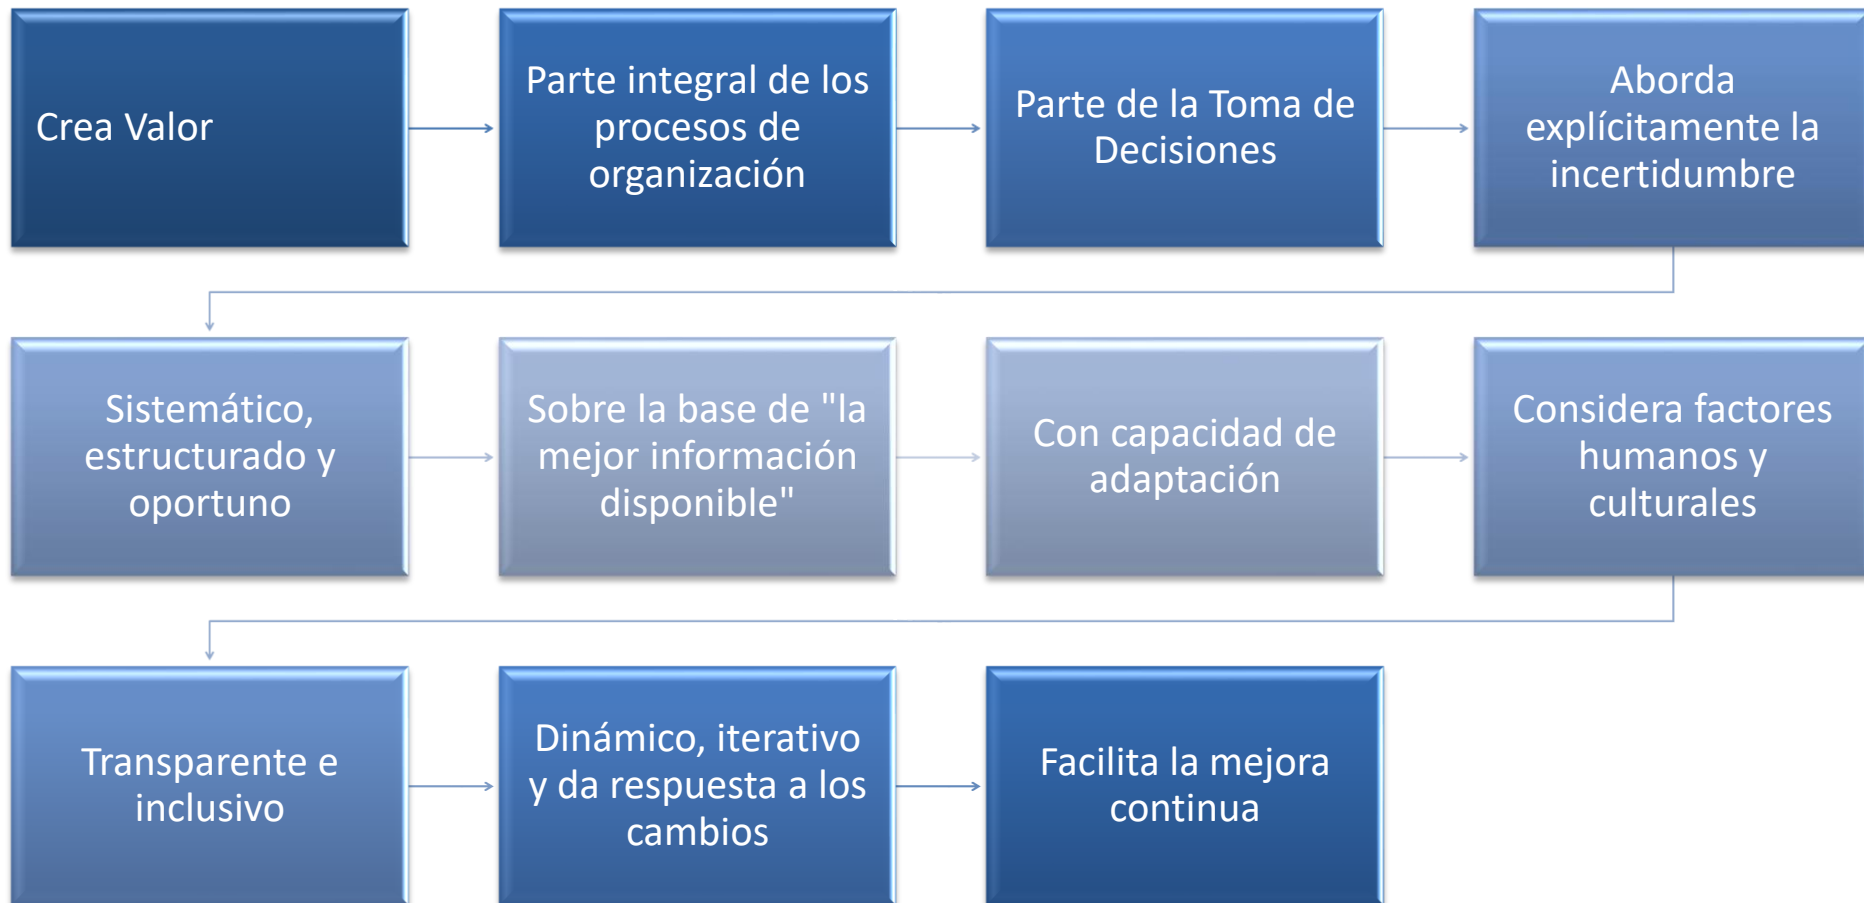 Crea Valor
Parte integral de los
procesos de
organización
Parte de la Toma de
Decisiones
Aborda
explícitamente la
incertidumbre
Sistemático,
estructurado y
oportuno
Sobre la base de "la
mejor información
disponible"
Con capacidad de
adaptación
Considera factores
humanos y
culturales
Transparente e
inclusivo
Dinámico, iterativo
y da respuesta a los
cambios
Facilita la mejora
continua